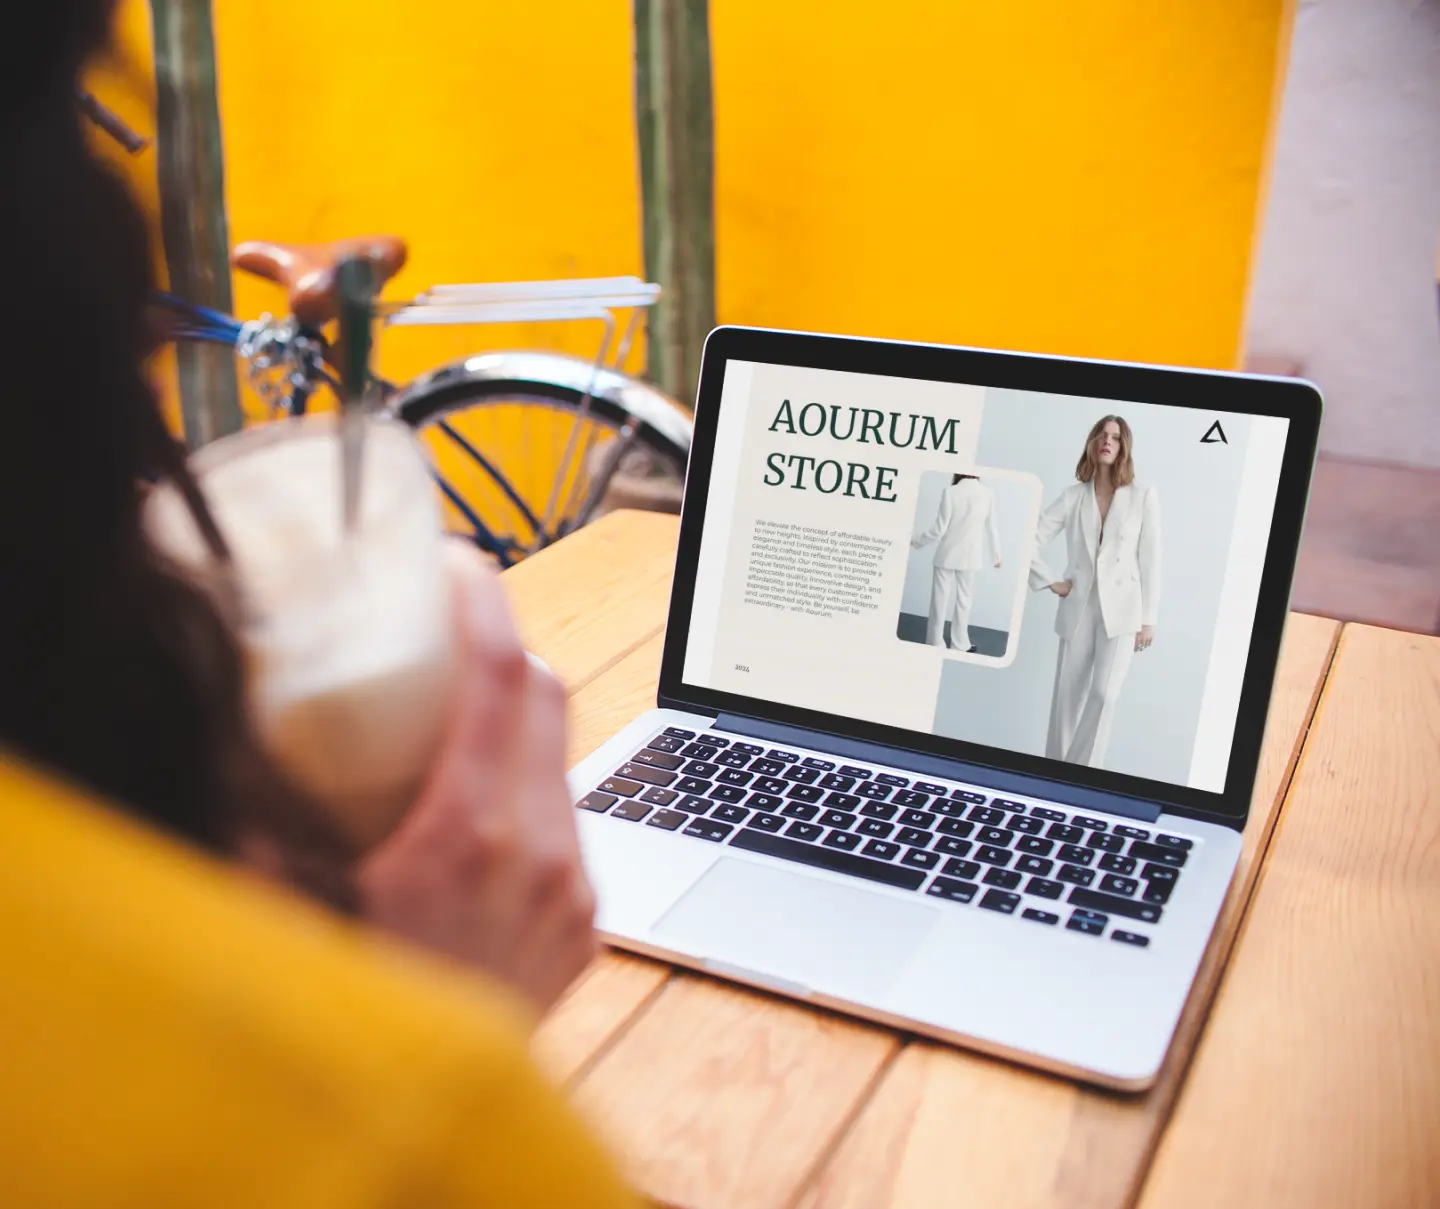 AOURUM
STORE
We elevate the concept of affordable luxury
to new heights. Inspired by contemporary
elegance and timeless style, each piece is
carefully crafted to reflect sophistication
and exclusivity. Our mission is to provide a
unique fashion experience, combining
impeccable quality, innovative design, and
affordability, so that every customer can
express their individuality with confidence
and unmatched style. Be yourself, be
extraordinary - with Aourum.
2024
Q W E R T Y U I O P
A S D F G H J K L
Z X C V B N M